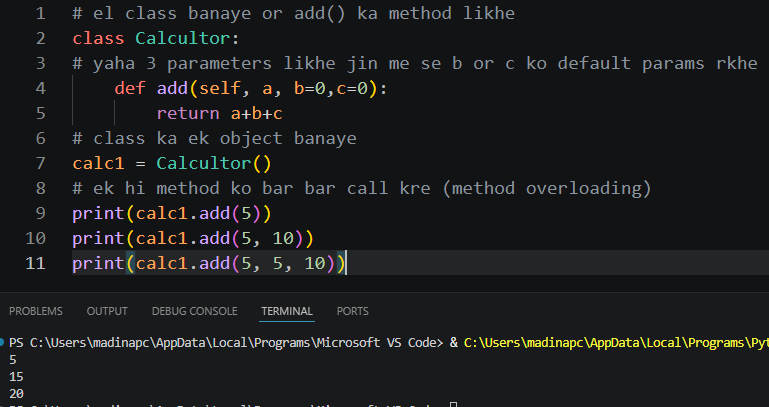 1 # el class banaye or add() ka method likhe
2 class Calcultor:
3 # yaha 3 parameters likhe jin me se b or c ko default params rkhe
4 def add(self, a, b=0,c=0):
5 return a+b+c
6 # class ka ek object banaye
7 calc1 = Calcultor()
8 # ek hi method ko bar bar call kre (method overloading)
9 print(calc1.add(5))
10 print(calc1.add(5, 10))
11 print(calc1.add(5, 5, 10))
PROBLEMS OUTPUT DEBUG CONSOLE TERMINAL PORTS
PS C:\Users\madinapc\AppData\Local\Programs\Microsoft VS Code> & C:\Users\madinapc\AppData\Local\Programs\Pyt
5
15
20